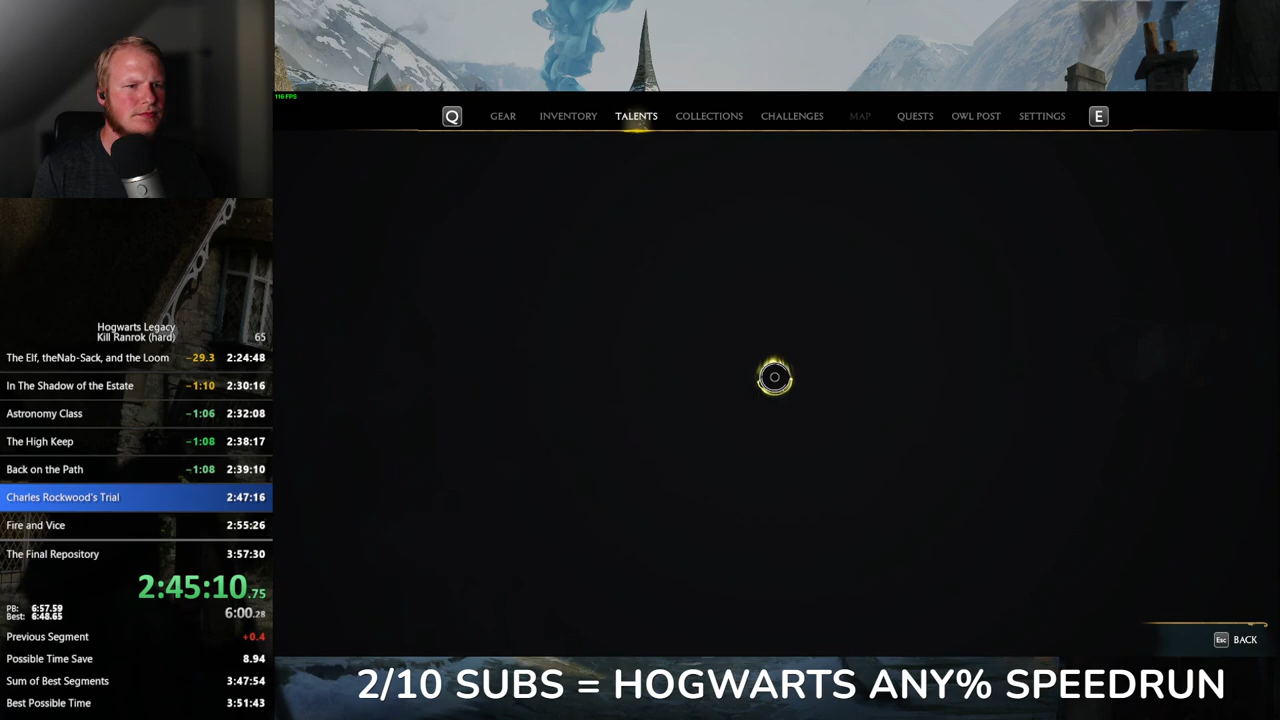 116 FPS
Q GEAR INVENTORY TALENTS COLLECTIONS CHALLENGES MAP QUESTS OWL POST SETTINGS E
Hogwarts Legacy
Kill Ranrok (hard) 65
The Elf, theNab-Sack, and the Loom -29.3 2:24:48
In The Shadow of the Estate -1:10 2:30:16
Astronomy Class -1:06 2:32:08
The High Keep -1:08 2:38:17
Back on the Path -1:08 2:39:10
Charles Rockwood's Trial 2:47:16
Fire and Vice 2:55:26
The Final Repository 3:57:30
2:45:10.75
PB: 6:57.59 6:00.28
Best: 6:48.65
Previous Segment +0.4
Possible Time Save 8.94
Sum of Best Segments 3:47:54
Best Possible Time 3:51:43
Esc BACK
2/10 SUBS = HOGWARTS ANY% SPEEDRUN